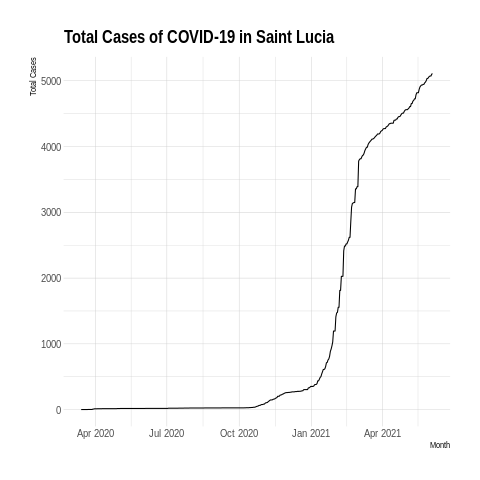 Total Cases of COVID-19 in Saint Lucia
Total Cases
5000
4000
3000
2000
1000
0
Apr 2020 Jul 2020 Oct 2020 Jan 2021 Apr 2021
Month